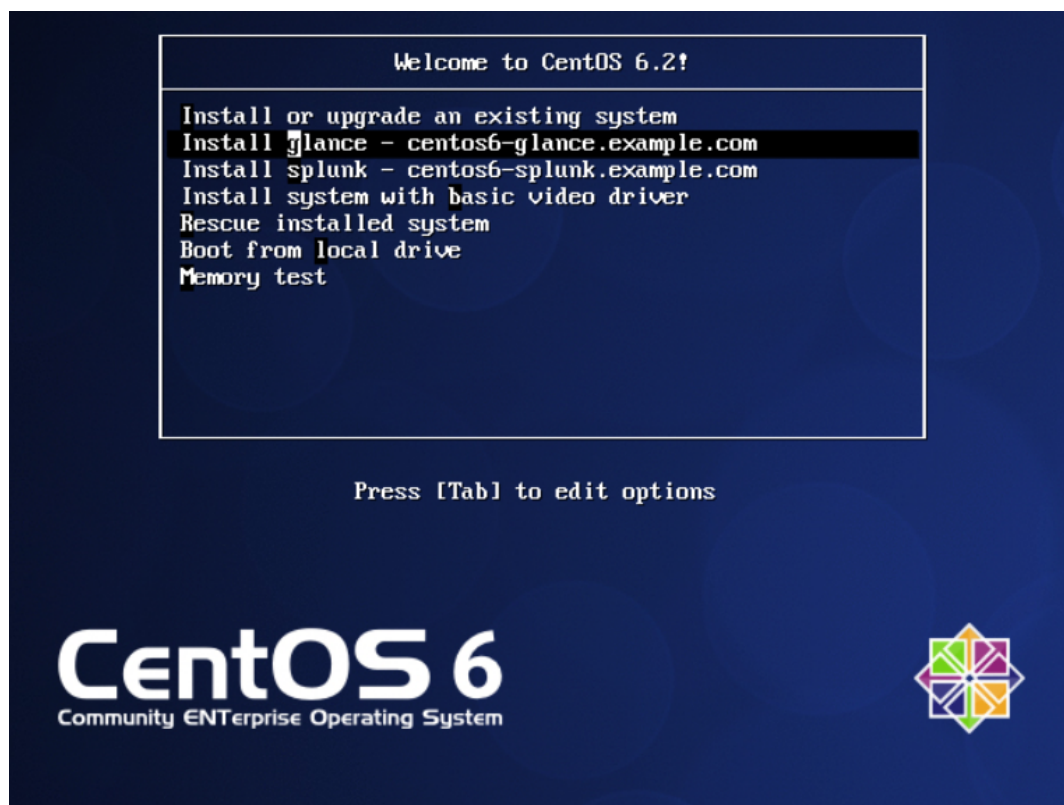 Welcome to CentOS 6.2!
Install or upgrade an existing system
Install glance - centos6-glance.example.com
Install splunk - centos6-splunk.example.com
Install system with basic video driver
Rescue installed system
Boot from local drive
Memory test
Press [Tab] to edit options
CentOS 6
Community ENTerprise Operating System